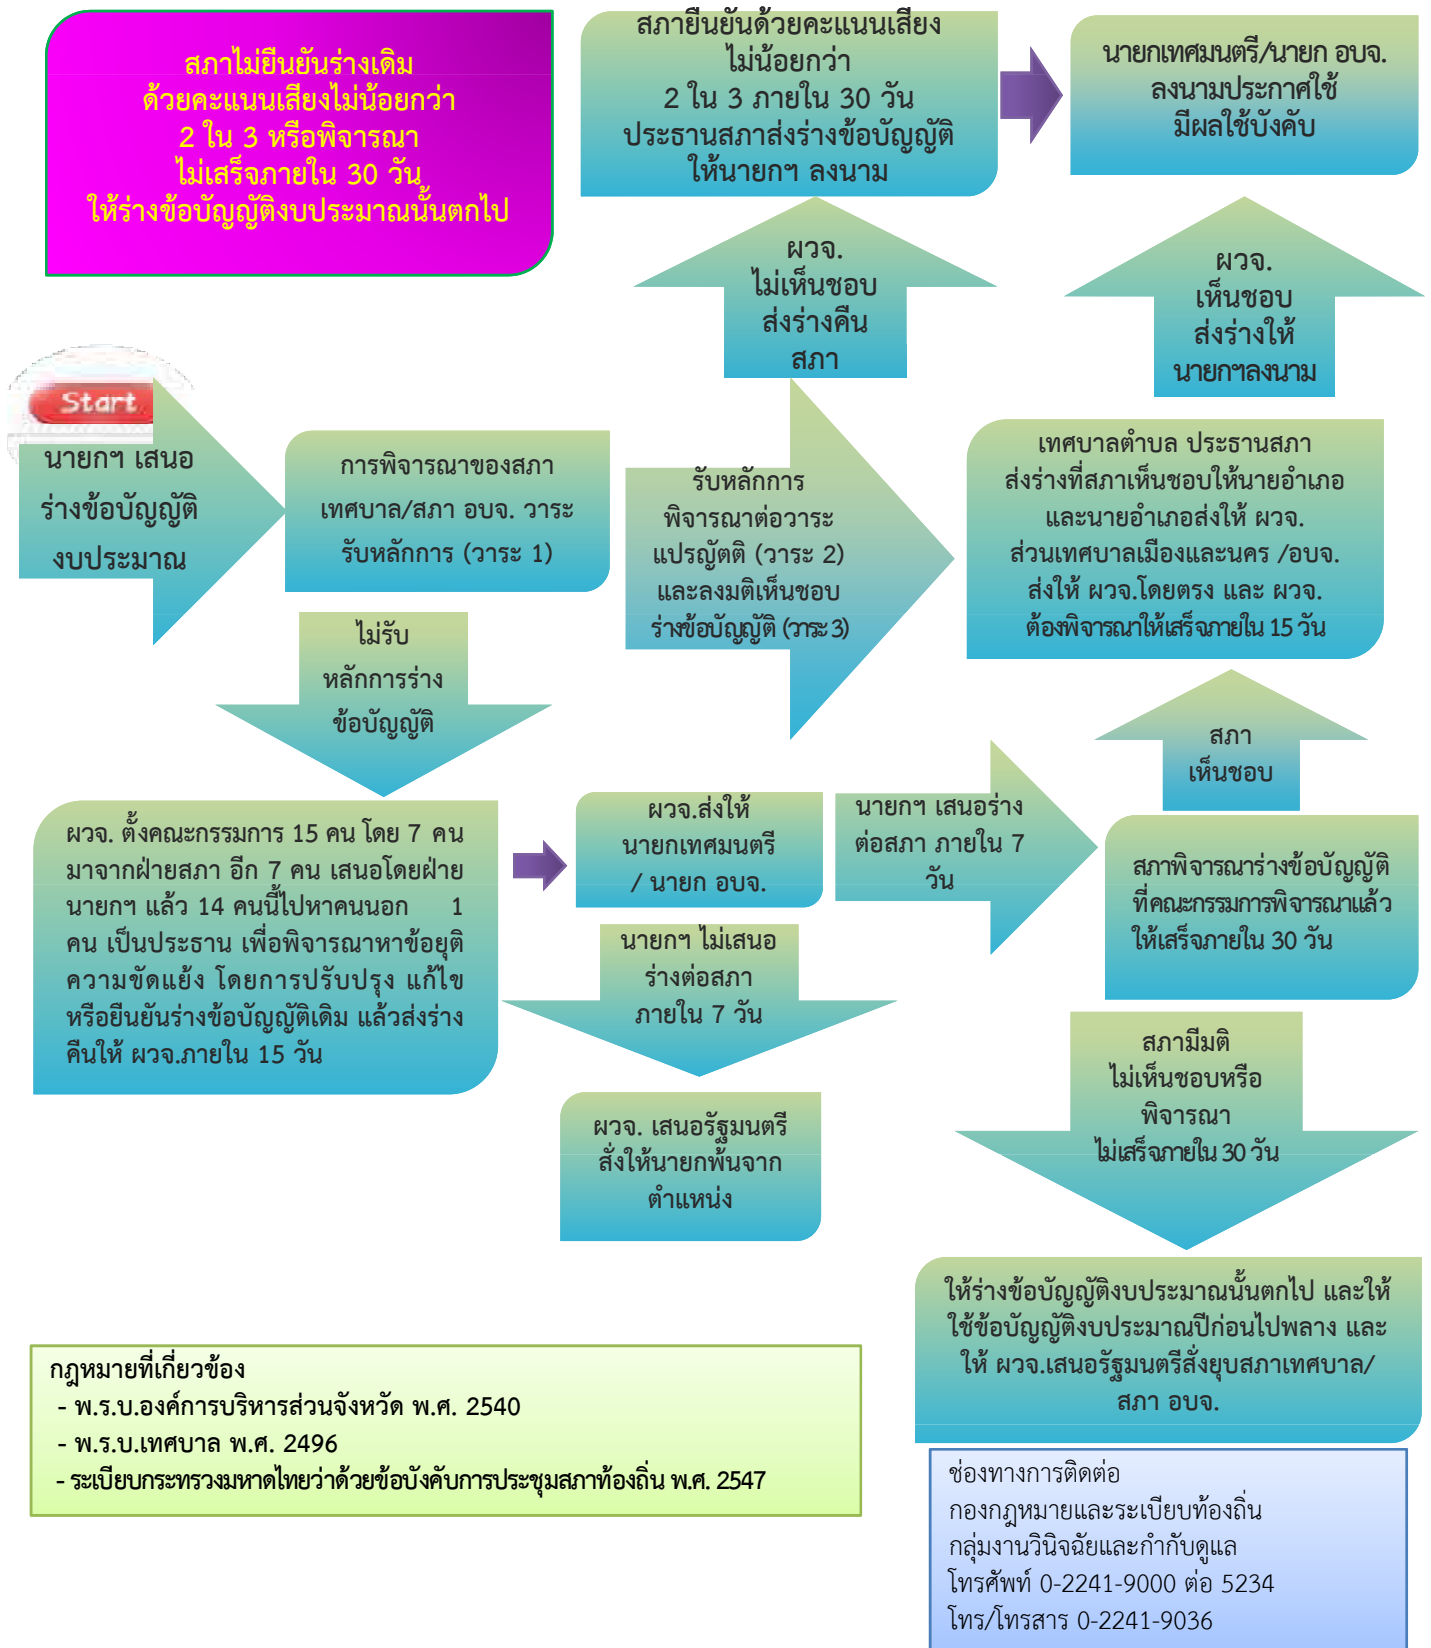 สภาไม่ยืนยันร่างเดิม
ด้วยคะแนนเสียงไม่น้อยกว่า
2 ใน 3 หรือพิจารณา
ไม่เสร็จภายใน 30 วัน
ให้ร่างข้อบัญญัติงบประมาณนั้นตกไป
สภายืนยันด้วยคะแนนเสียง
ไม่น้อยกว่า
2 ใน 3 ภายใน 30 วัน
ประธานสภาส่งร่างข้อบัญญัติ
ให้นายกฯ ลงนาม
นายกเทศมนตรี/นายก อบจ.
ลงนามประกาศใช้
มีผลใช้บังคับ
ผวจ.
ไม่เห็นชอบ
ส่งร่างคืน
สภา
ผวจ.
เห็นชอบ
ส่งร่างให้
นายกฯลงนาม
Start
นายกฯ เสนอ
ร่างข้อบัญญัติ
งบประมาณ
การพิจารณาของสภา
เทศบาล/สภา อบจ. วาระ
รับหลักการ (วาระ 1)
รับหลักการ
พิจารณาต่อวาระ
แปรญัตติ (วาระ 2)
และลงมติเห็นชอบ
ร่างข้อบัญญัติ (วาระ 3)
เทศบาลตำบล ประธานสภา
ส่งร่างที่สภาเห็นชอบให้นายอำเภอ
และนายอำเภอส่งให้ ผวจ.
ส่วนเทศบาลเมืองและนคร /อบจ.
ส่งให้ ผวจ.โดยตรง และ ผวจ.
ต้องพิจารณาให้เสร็จภายใน 15 วัน
ไม่รับ
หลักการร่าง
ข้อบัญญัติ
สภา
เห็นชอบ
ผวจ. ตั้งคณะกรรมการ 15 คน โดย 7 คน
มาจากฝ่ายสภา อีก 7 คน เสนอโดยฝ่าย
นายกฯ แล้ว 14 คนนี้ไปหาคนนอก 1
คน เป็นประธาน เพื่อพิจารณาหาข้อยุติ
ความขัดแย้ง โดยการปรับปรุง แก้ไข
หรือยืนยันร่างข้อบัญญัติเดิม แล้วส่งร่าง
คืนให้ ผวจ.ภายใน 15 วัน
ผวจ.ส่งให้
นายกเทศมนตรี
/ นายก อบจ.
นายกฯ เสนอร่าง
ต่อสภา ภายใน 7
วัน
สภาพิจารณาร่างข้อบัญญัติ
ที่คณะกรรมการพิจารณาแล้ว
ให้เสร็จภายใน 30 วัน
นายกฯ ไม่เสนอ
ร่างต่อสภา
ภายใน 7 วัน
ผวจ. เสนอรัฐมนตรี
สั่งให้นายกพ้นจาก
ตำแหน่ง
สภามีมติ
ไม่เห็นชอบหรือ
พิจารณา
ไม่เสร็จภายใน 30 วัน
ให้ร่างข้อบัญญัติงบประมาณนั้นตกไป และให้
ใช้ข้อบัญญัติงบประมาณปีก่อนไปพลาง และ
ให้ ผวจ.เสนอรัฐมนตรีสั่งยุบสภาเทศบาล/
สภา อบจ.
กฎหมายที่เกี่ยวข้อง
- พ.ร.บ.องค์การบริหารส่วนจังหวัด พ.ศ. 2540
- พ.ร.บ.เทศบาล พ.ศ. 2496
- ระเบียบกระทรวงมหาดไทยว่าด้วยข้อบังคับการประชุมสภาท้องถิ่น พ.ศ. 2547
ช่องทางการติดต่อ
กองกฎหมายและระเบียบท้องถิ่น
กลุ่มงานวินิจฉัยและกำกับดูแล
โทรศัพท์ 0-2241-9000 ต่อ 5234
โทร/โทรสาร 0-2241-9036